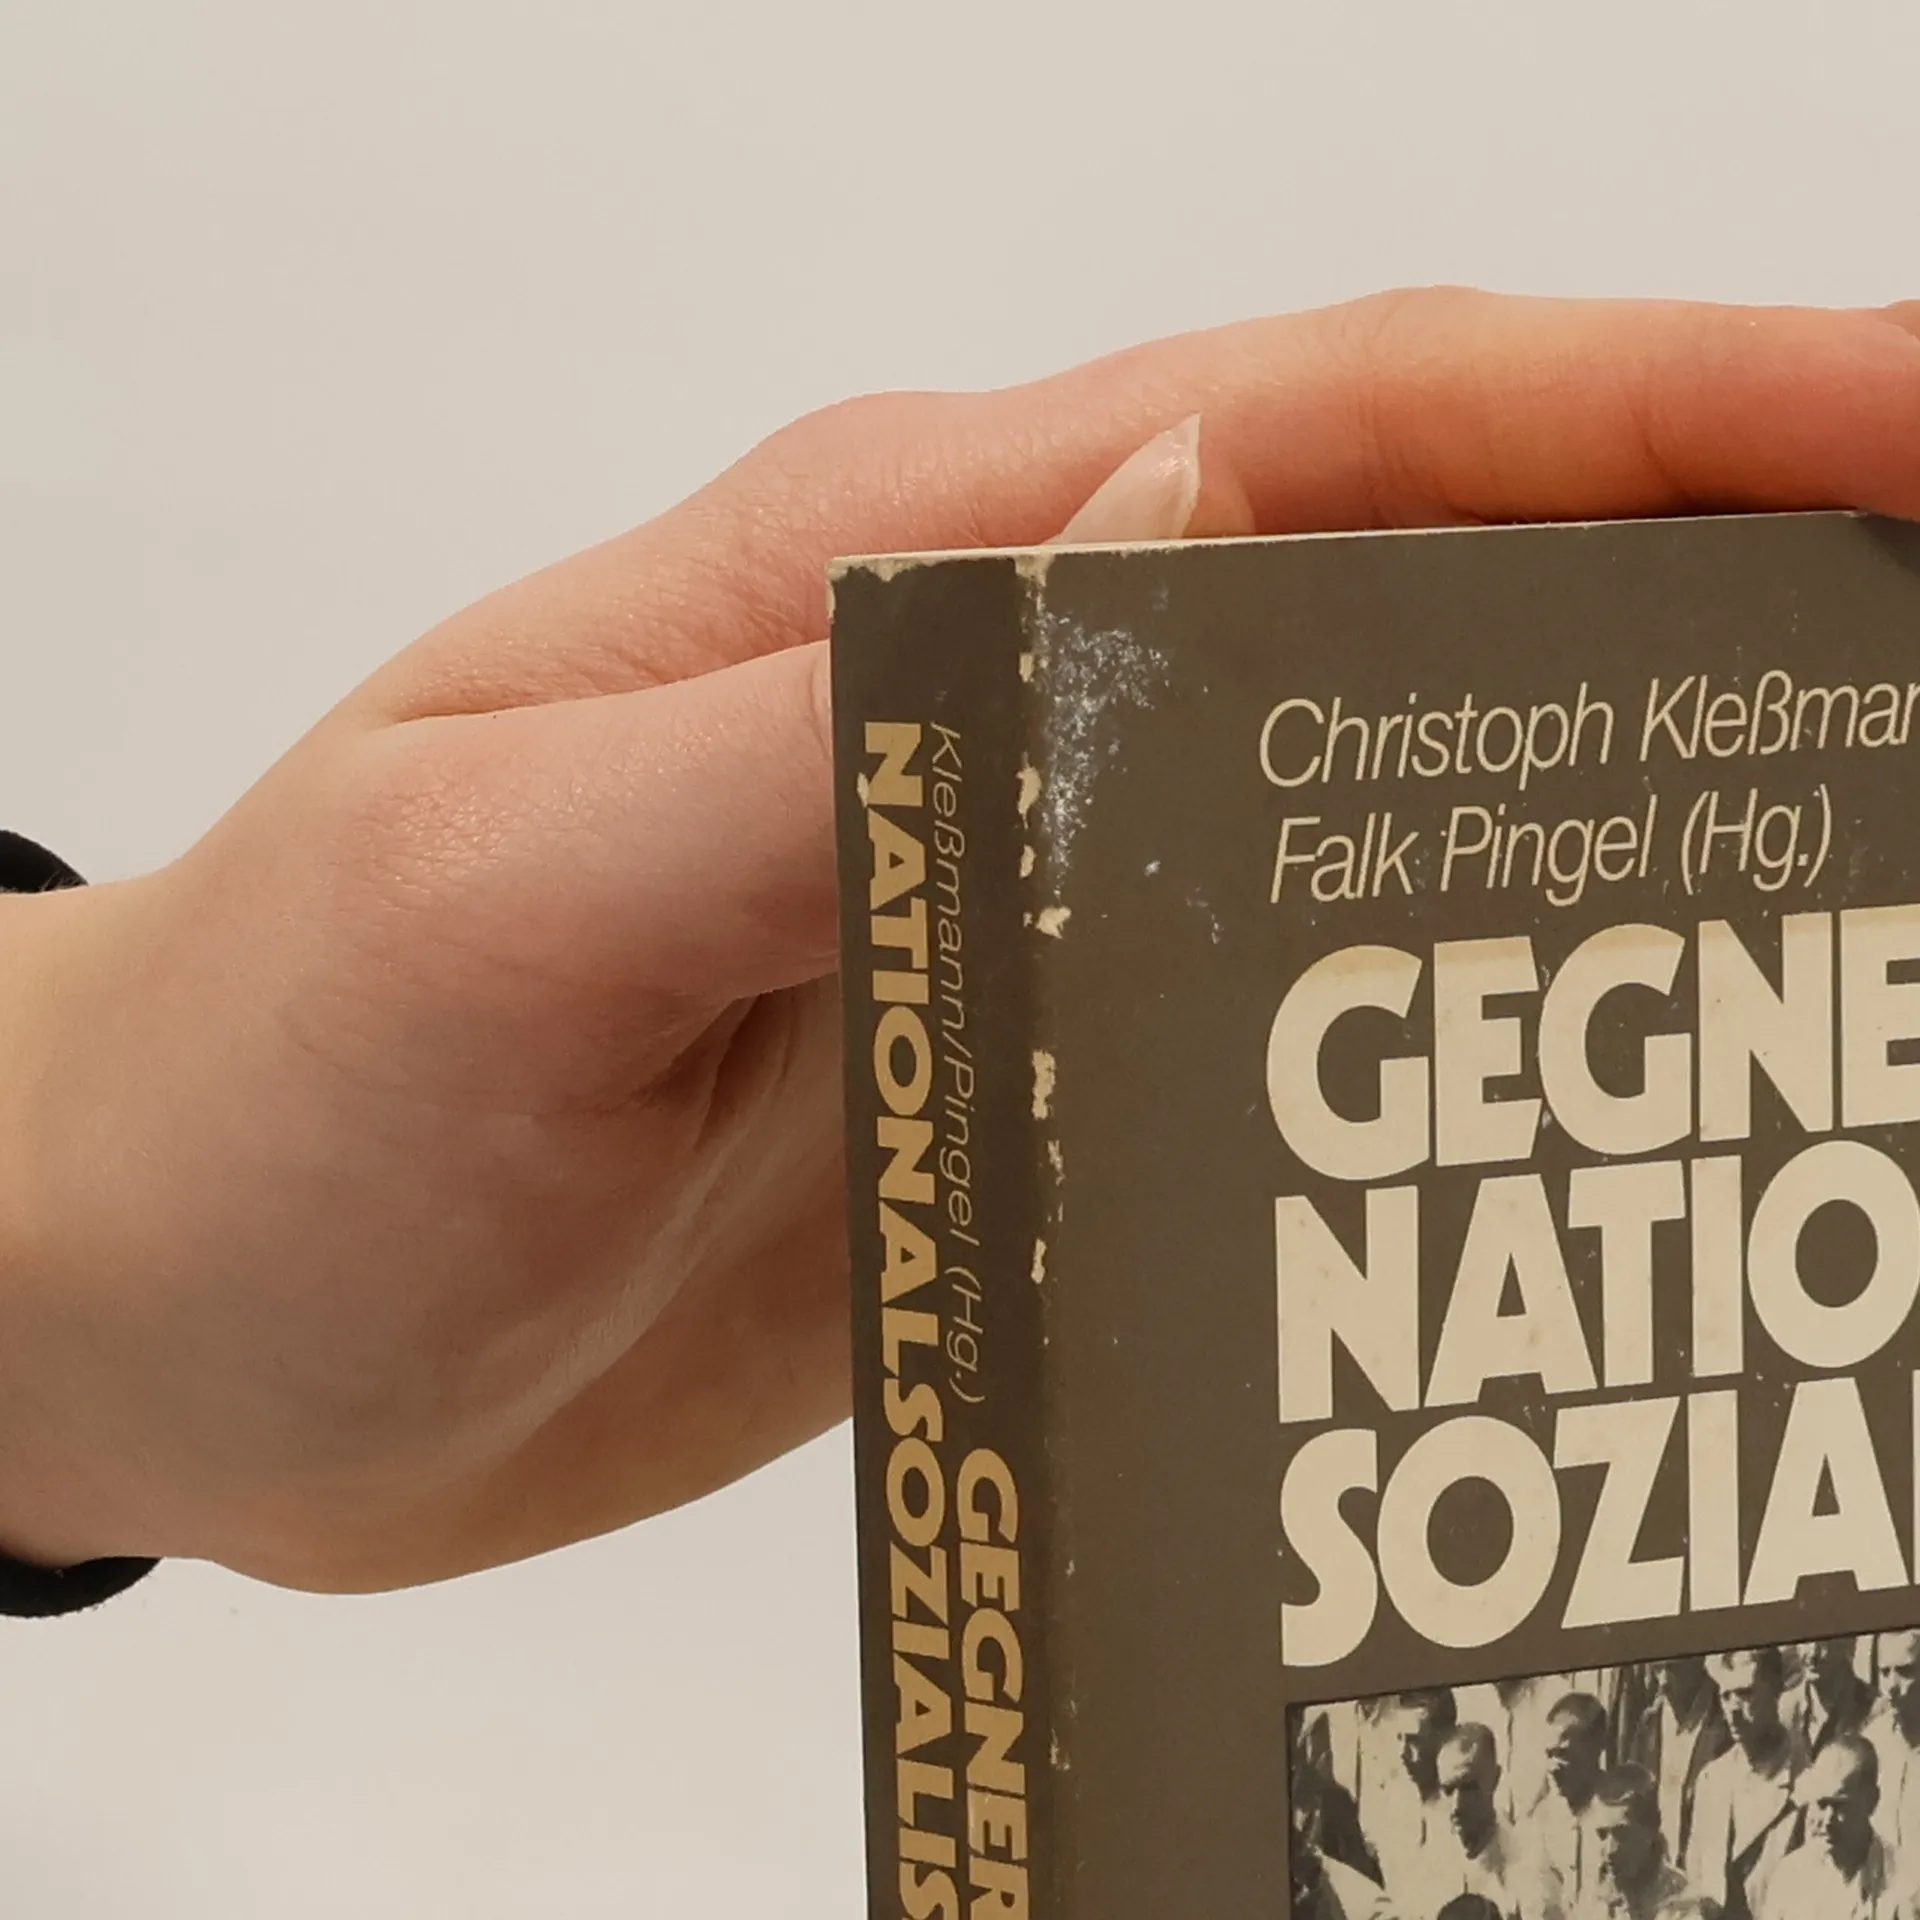 Kleßmann/Pingel (Hg.) GEGNER
NATIONALSOZIALIS
Christoph Kleßman
Falk Pingel (Hg.)
GEGNE
NATIO
SOZIAL